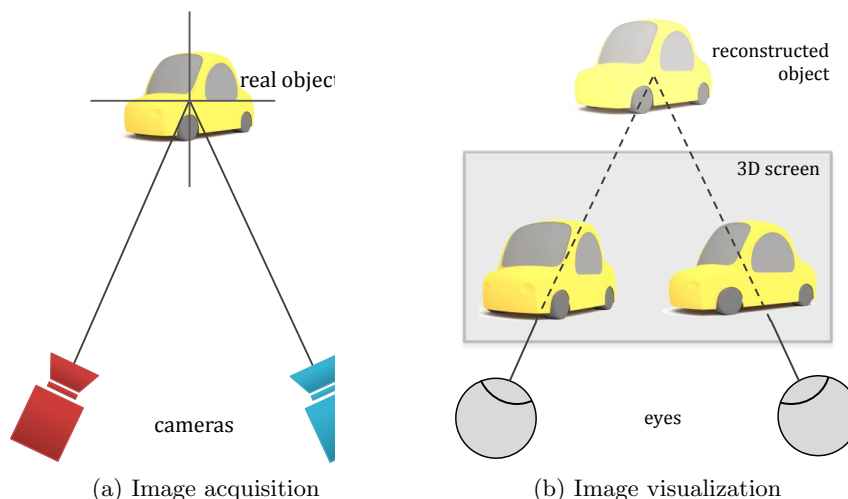 real object
cameras
(a) Image acquisition
reconstructed
object
3D screen
eyes
(b) Image visualization